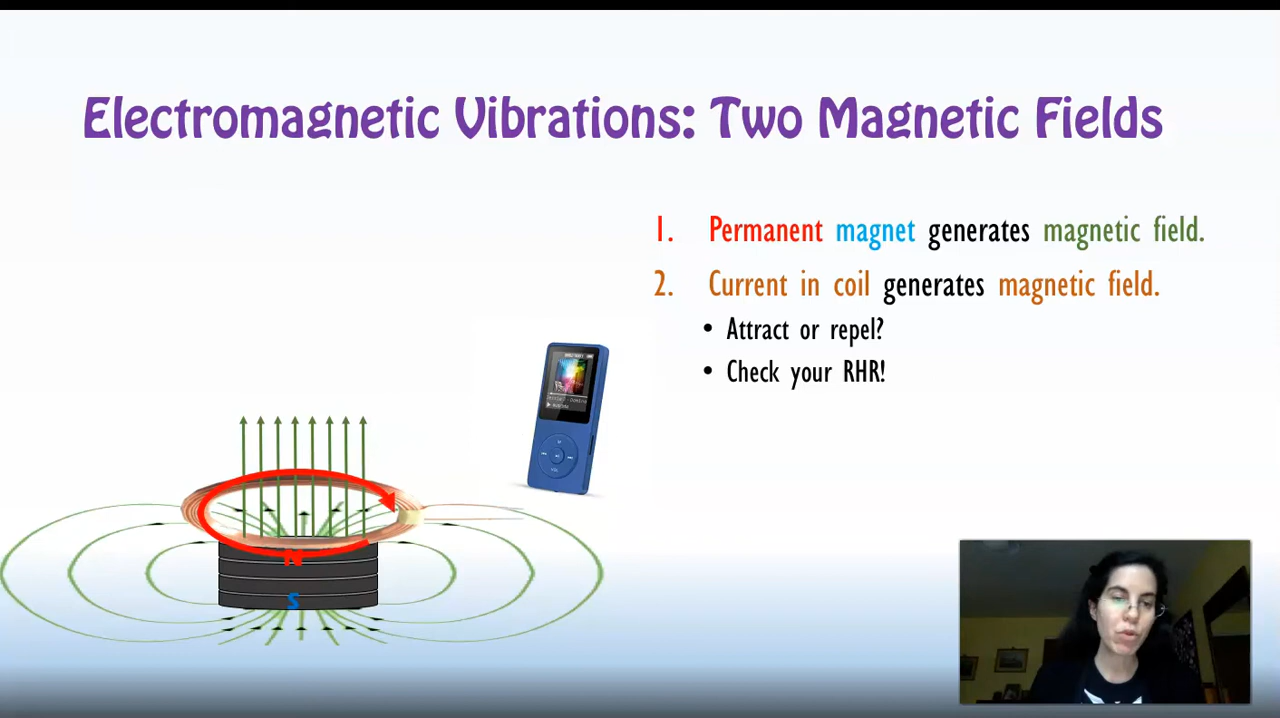 Electromagnetic Vibrations: Two Magnetic Fields
1. Permanent magnet generates magnetic field.
2. Current in coil generates magnetic field.
• Attract or repel?
• Check your RHR!
N
S